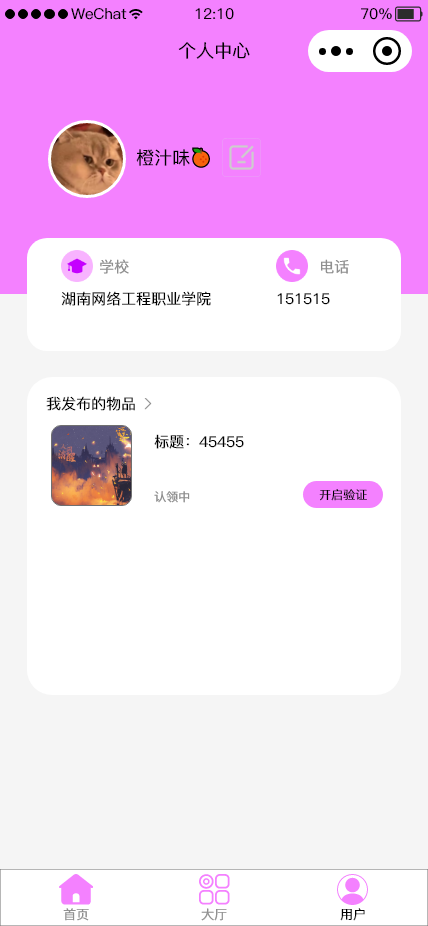 WeChat 12:10 70%
个人中心
橙汁味
学校 电话
湖南网络工程职业学院 151515
我发布的物品
标题：45455
认领中 开启验证
首页 大厅 用户